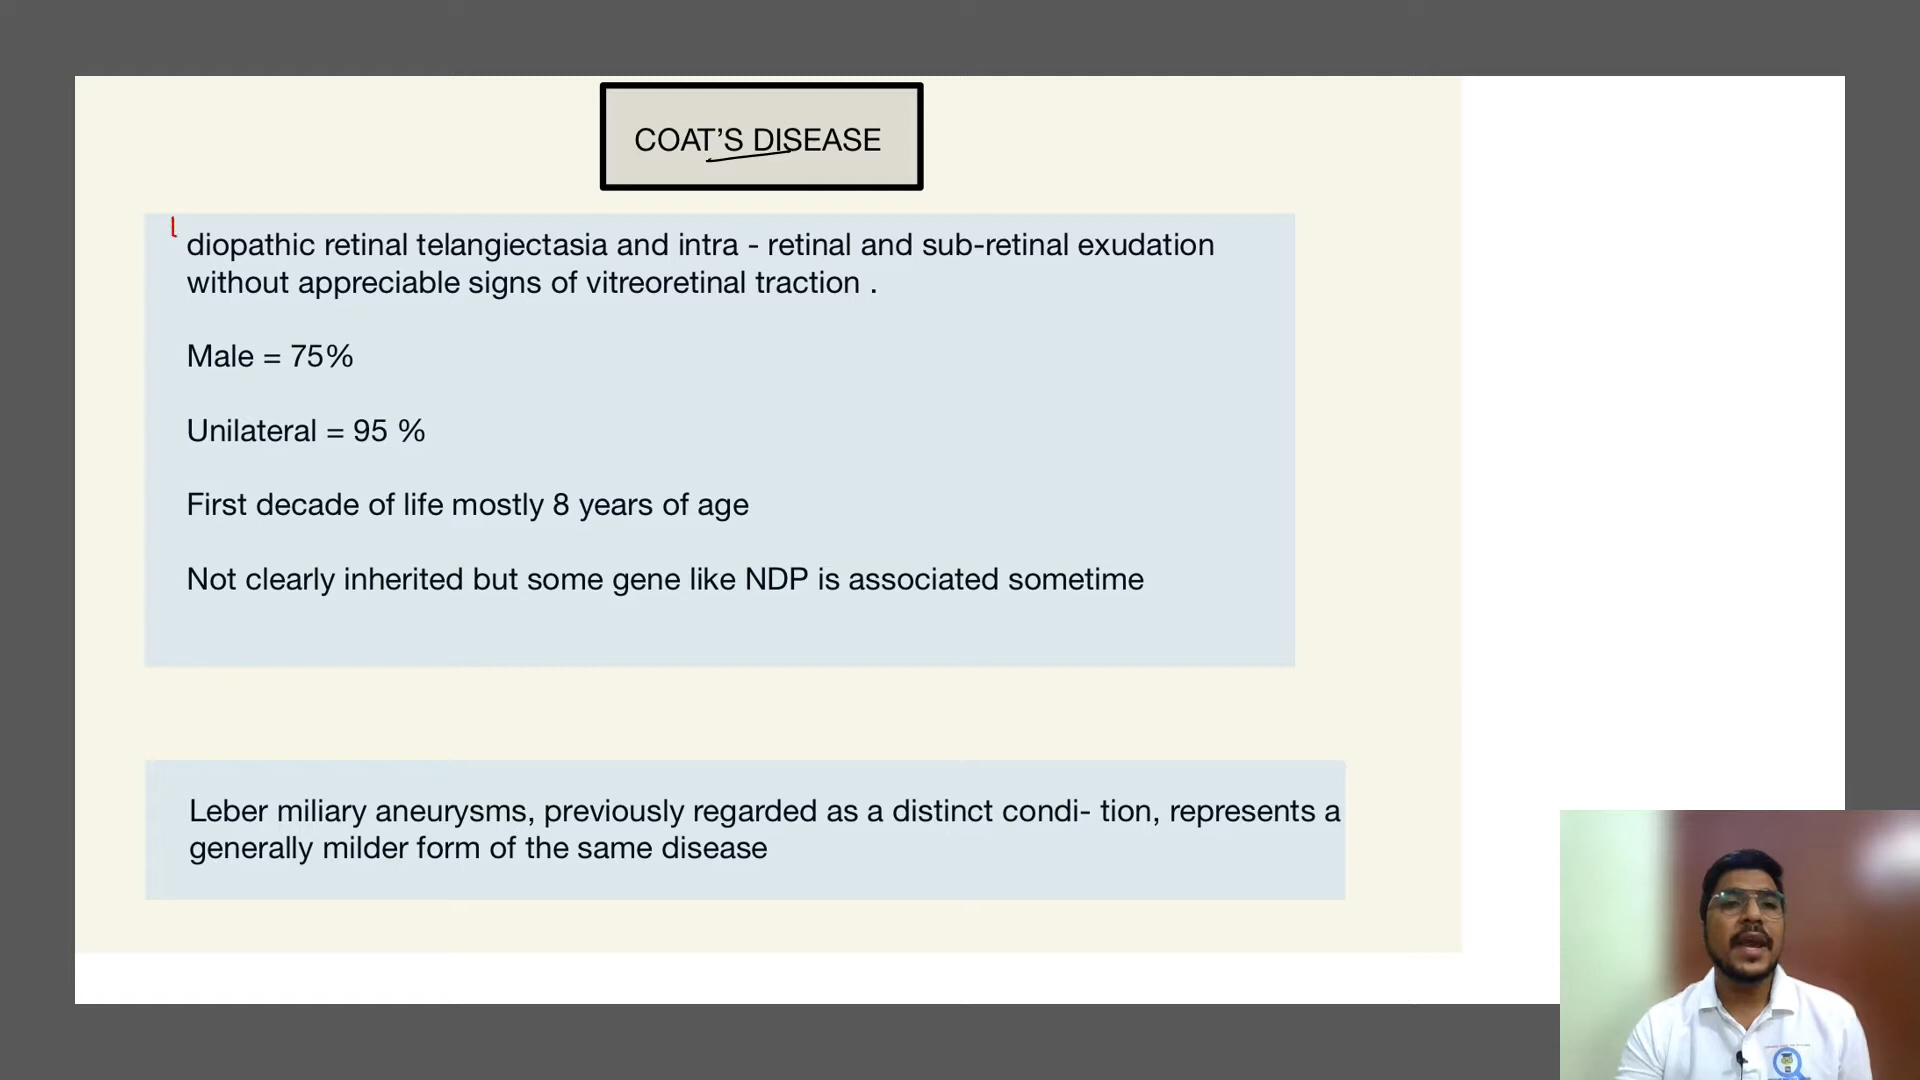 COAT’S DISEASE
I
diopathic retinal telangiectasia and intra - retinal and sub-retinal exudation
without appreciable signs of vitreoretinal traction .
Male = 75%
Unilateral = 95 %
First decade of life mostly 8 years of age
Not clearly inherited but some gene like NDP is associated sometime
Leber miliary aneurysms, previously regarded as a distinct condi- tion, represents a
generally milder form of the same disease